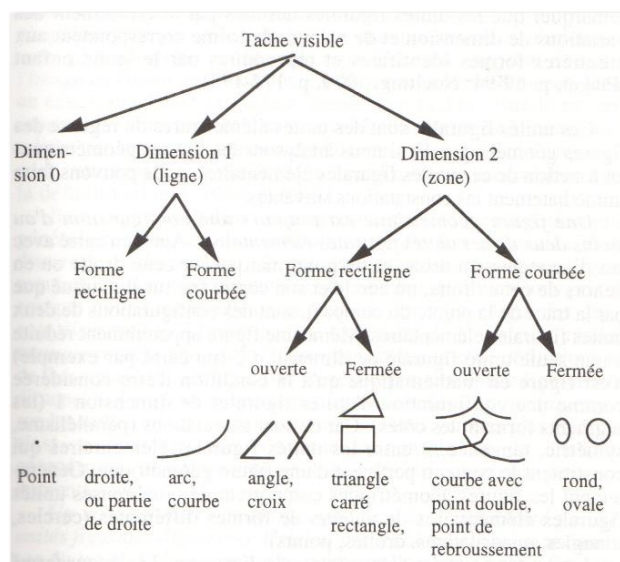 Tache visible
Dimen- Dimension 1 Dimension 2
sion 0 (ligne) (zone)
Forme Forme Forme rectiligne Forme courbée
rectiligne courbée
ouverte Fermée ouverte Fermée
Point droite, arc, angle, triangle courbe avec rond,
ou partie courbe croix carré, point double, ovale
de droite rectangle, point de
rebroussement